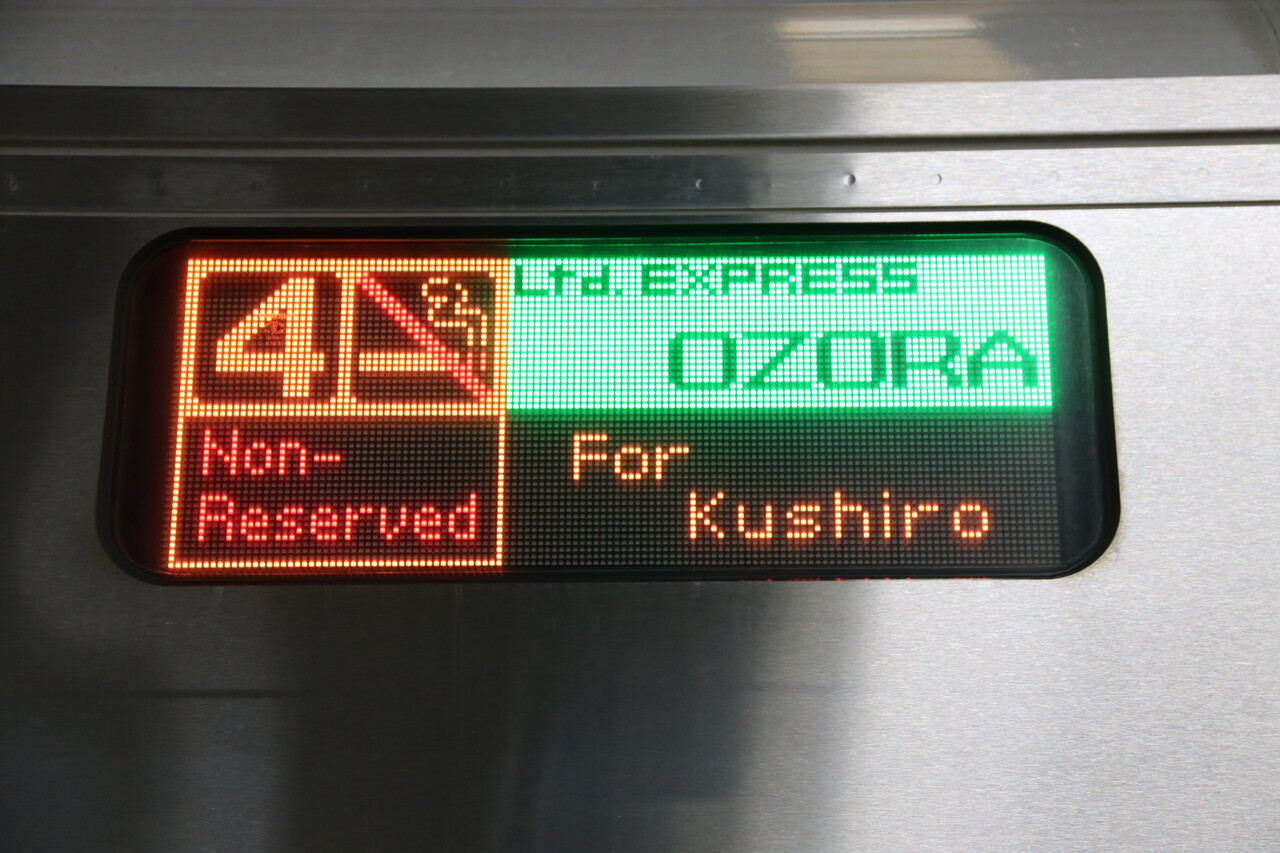 4
Non-
Reserved
Ltd. EXPRESS
OZORA
For
Kushiro